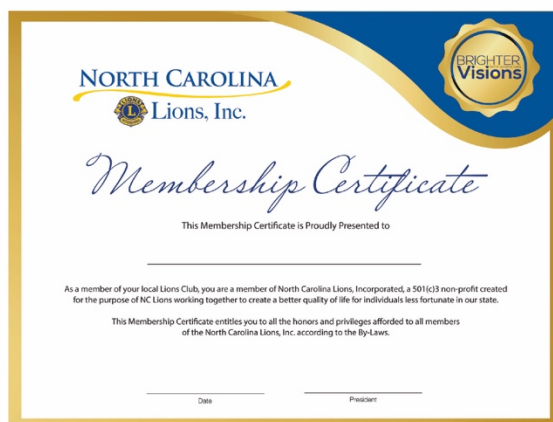 BRIGHTER
Visions
NORTH CAROLINA
Lions, Inc.
Membership Certificate
This Membership Certificate is Proudly Presented to
As a member of your local Lions Club, you are a member of North Carolina Lions, Incorporated, a 501(c)3 non-profit created
for the purpose of NC Lions working together to create a better quality of life for individuals less fortunate in our state.
This Membership Certificate entitles you to all the honors and privileges afforded to all members
of the North Carolina Lions, Inc. according to the By-Laws.
Date
President